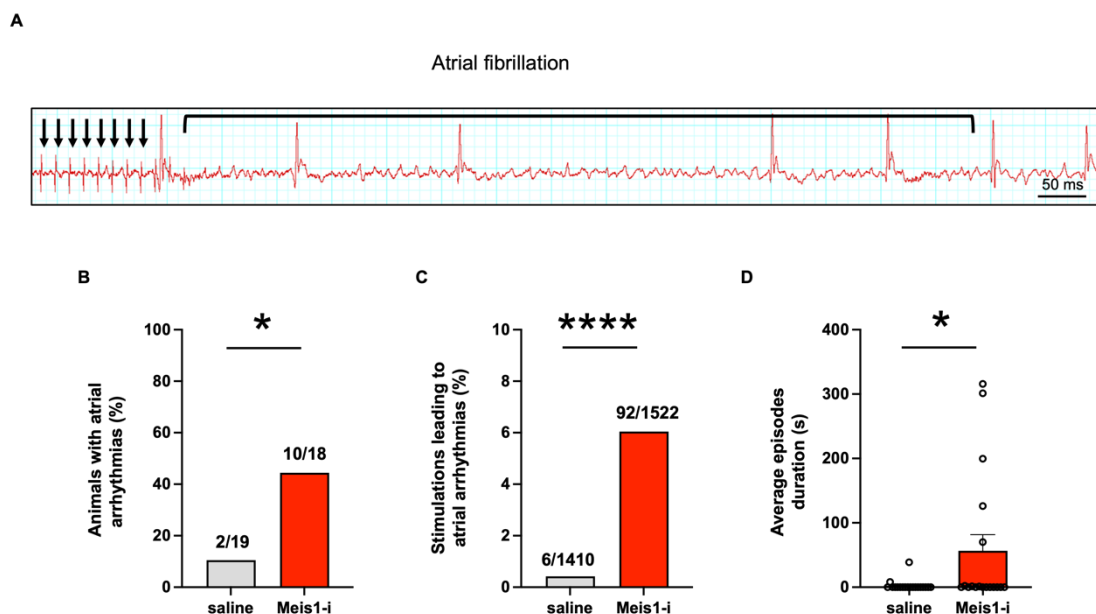 A
Atrial fibrillation
50 ms
B
Animals with atrial
arrhythmias (%)
100
80
60
40
20
0
*
2/19
10/18
saline
Meis1-i
C
Stimulations leading to
atrial arrhythmias (%)
10
8
6
4
2
0
****
6/1410
92/1522
saline
Meis1-i
D
Average episodes
duration (s)
400
300
200
100
0
*
saline
Meis1-i